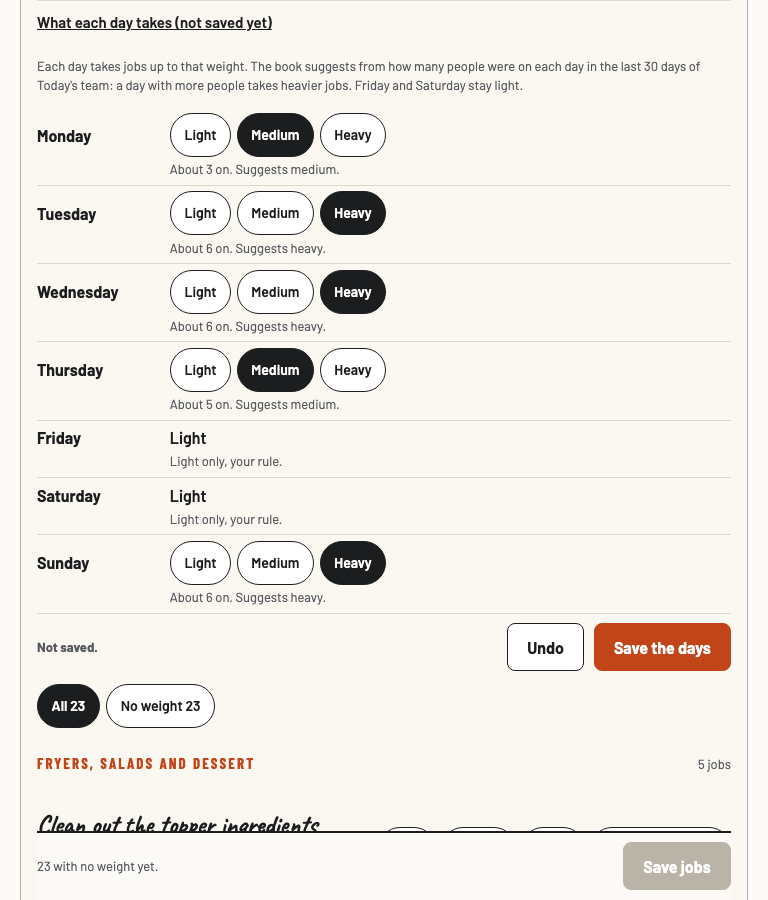 What each day takes (not saved yet)
Each day takes jobs up to that weight. The book suggests from how many people were on each day in the last 30 days of
Today's team: a day with more people takes heavier jobs. Friday and Saturday stay light.
Monday Light Medium Heavy
About 3 on. Suggests medium.
Tuesday Light Medium Heavy
About 6 on. Suggests heavy.
Wednesday Light Medium Heavy
About 6 on. Suggests heavy.
Thursday Light Medium Heavy
About 5 on. Suggests medium.
Friday Light
Light only, your rule.
Saturday Light
Light only, your rule.
Sunday Light Medium Heavy
About 6 on. Suggests heavy.
Not saved. Undo Save the days
All 23 No weight 23
FRYERS, SALADS AND DESSERT 5 jobs
Clean out the topper ingredients
23 with no weight yet. Save jobs